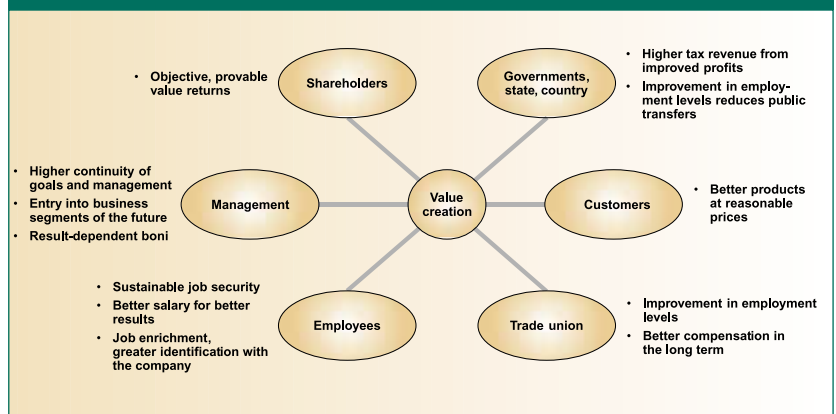 • Objective, provable
value returns
Shareholders
Governments,
state, country
• Higher tax revenue from
improved profits
• Improvement in employ-
ment levels reduces public
transfers
• Higher continuity of
goals and management
• Entry into business
segments of the future
• Result-dependent boni
Management
Value
creation
Customers
• Better products
at reasonable
prices
• Sustainable job security
• Better salary for better
results
• Job enrichment,
greater identification with
the company
Employees
Trade union
• Improvement in employment
levels
• Better compensation in
the long term